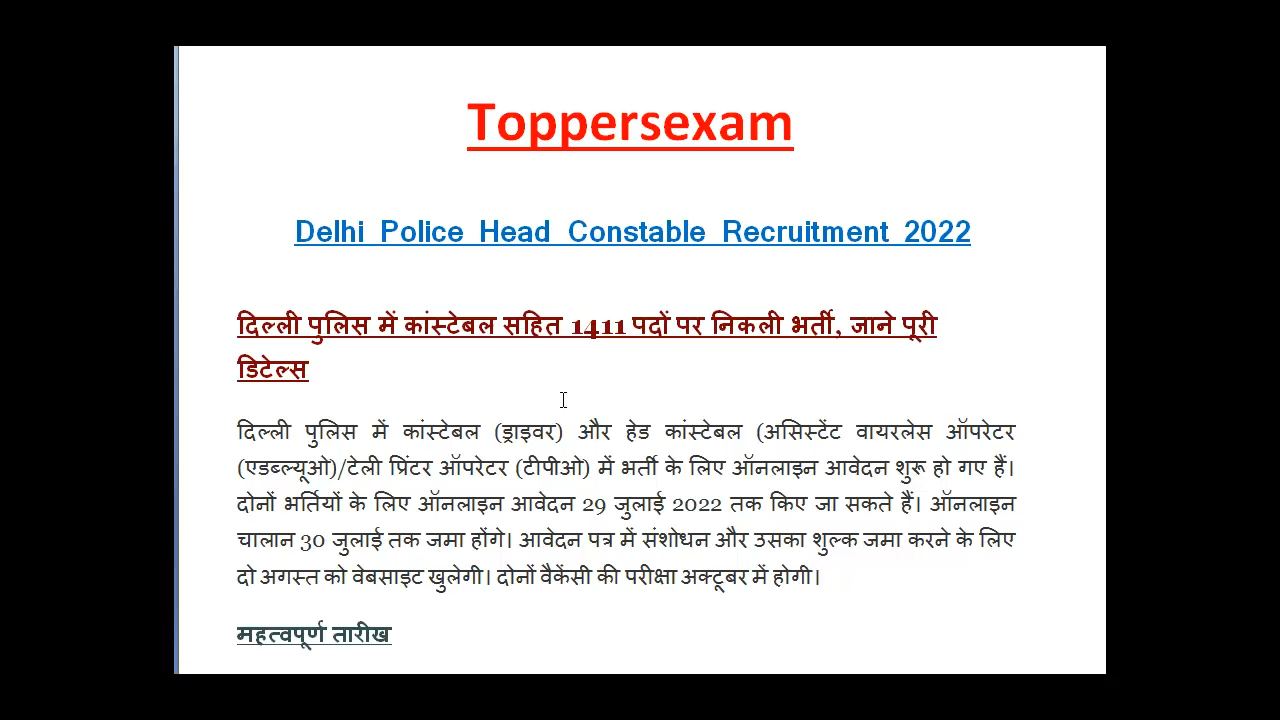 Toppersexam
Delhi Police Head Constable Recruitment 2022
दिल्ली पुलिस में कांस्टेबल सहित 1411 पदों पर निकली भर्ती, जाने पूरी
डिटेल्स
दिल्ली पुलिस में कांस्टेबल (ड्राइवर) और हेड कांस्टेबल (असिस्टेंट वायरलेस ऑपरेटर
(एडब्ल्यूओ)/टेली प्रिंटर ऑपरेटर (टीपीओ) में भर्ती के लिए ऑनलाइन आवेदन शुरू हो गए हैं।
दोनों भर्तियों के लिए ऑनलाइन आवेदन 29 जुलाई 2022 तक किए जा सकते हैं। ऑनलाइन
चालान 30 जुलाई तक जमा होंगे। आवेदन पत्र में संशोधन और उसका शुल्क जमा करने के लिए
दो अगस्त को वेबसाइट खुलेगी। दोनों वैकेंसी की परीक्षा अक्टूबर में होगी।
महत्वपूर्ण तारीख